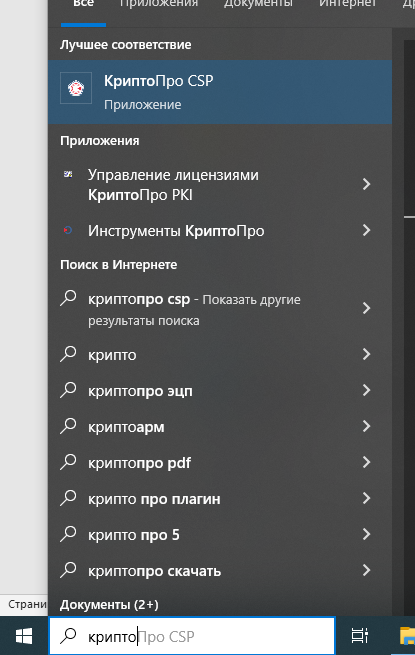 Все Приложения Документы Интернет
Лучшее соответствие
КриптоПро CSP
Приложение
Приложения
Управление лицензиями
КриптоПро PKI
Инструменты КриптоПро
Поиск в Интернете
криптопро csp - Показать другие
результаты поиска
крипто
криптопро эцп
криптоарм
криптопро pdf
крипто про плагин
крипто про 5
криптопро скачать
Документы (2+)
Страни
криптоПро CSP